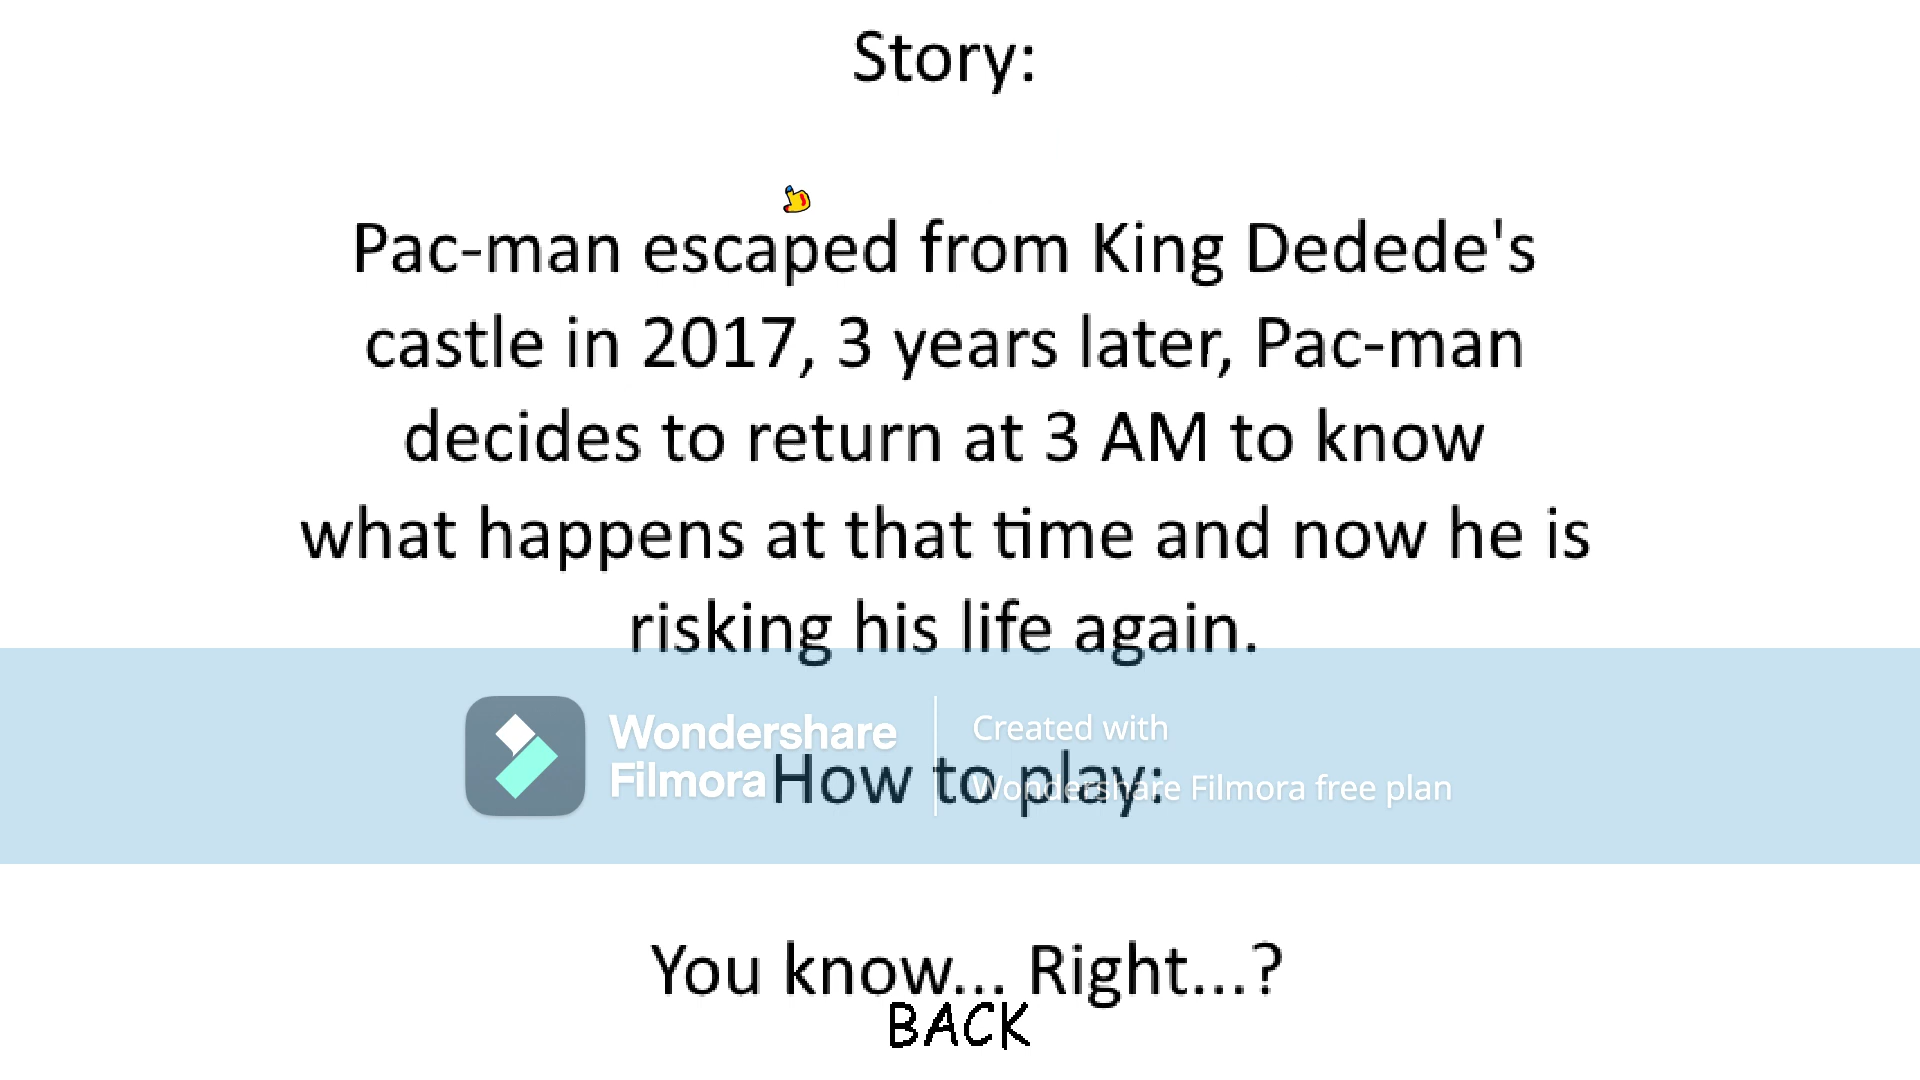 Story:
Pac-man escaped from King Dedede's
castle in 2017, 3 years later, Pac-man
decides to return at 3 AM to know
what happens at that time and now he is
risking his life again.
Wondershare
Filmora
Created with
Wondershare Filmora free plan
How to play:
You know... Right...?
BACK